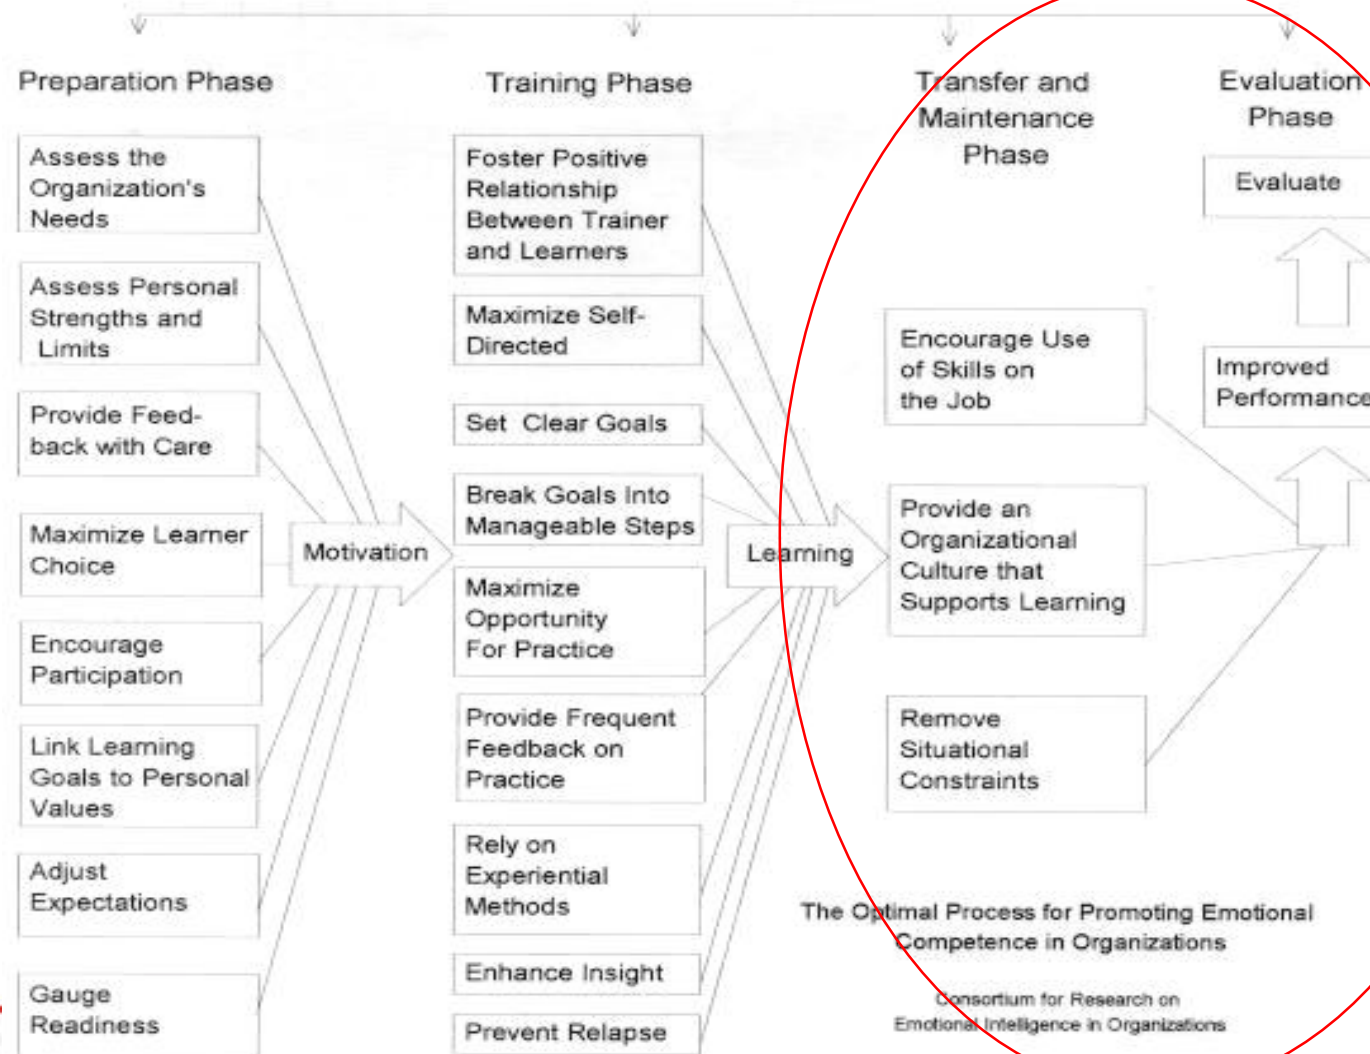 Preparation Phase
Assess the
Organization's
Needs
Assess Personal
Strengths and
Limits
Provide Feed-
back with Care
Maximize Learner
Choice
Encourage
Participation
Link Learning
Goals to Personal
Values
Adjust
Expectations
Gauge
Readiness
Motivation
Training Phase
Foster Positive
Relationship
Between Trainer
and Learners
Maximize Self-
Directed
Set Clear Goals
Break Goals Into
Manageable Steps
Maximize
Opportunity
For Practice
Provide Frequent
Feedback on
Practice
Rely on
Experiential
Methods
Enhance Insight
Prevent Relapse
Learning
Transfer and
Maintenance
Phase
Encourage Use
of Skills on
the Job
Provide an
Organizational
Culture that
Supports Learning
Remove
Situational
Constraints
Evaluation
Phase
Evaluate
Improved
Performance
The Optimal Process for Promoting Emotional
Competence in Organizations
Consortium for Research on
Emotional Intelligence in Organizations